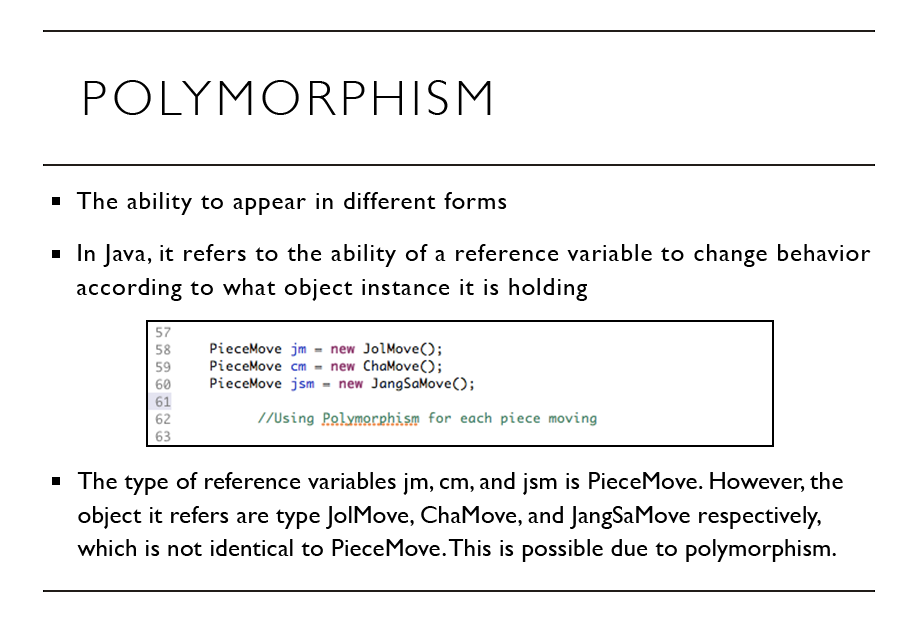 POLYMORPHISM
▪ The ability to appear in different forms
▪ In Java, it refers to the ability of a reference variable to change behavior
according to what object instance it is holding
57
58 PieceMove jm = new JolMove();
59 PieceMove cm = new ChaMove();
60 PieceMove jsm = new JangSaMove();
61
62 //Using Polymorphism for each piece moving
63
▪ The type of reference variables jm, cm, and jsm is PieceMove. However, the
object it refers are type JolMove, ChaMove, and JangSaMove respectively,
which is not identical to PieceMove. This is possible due to polymorphism.